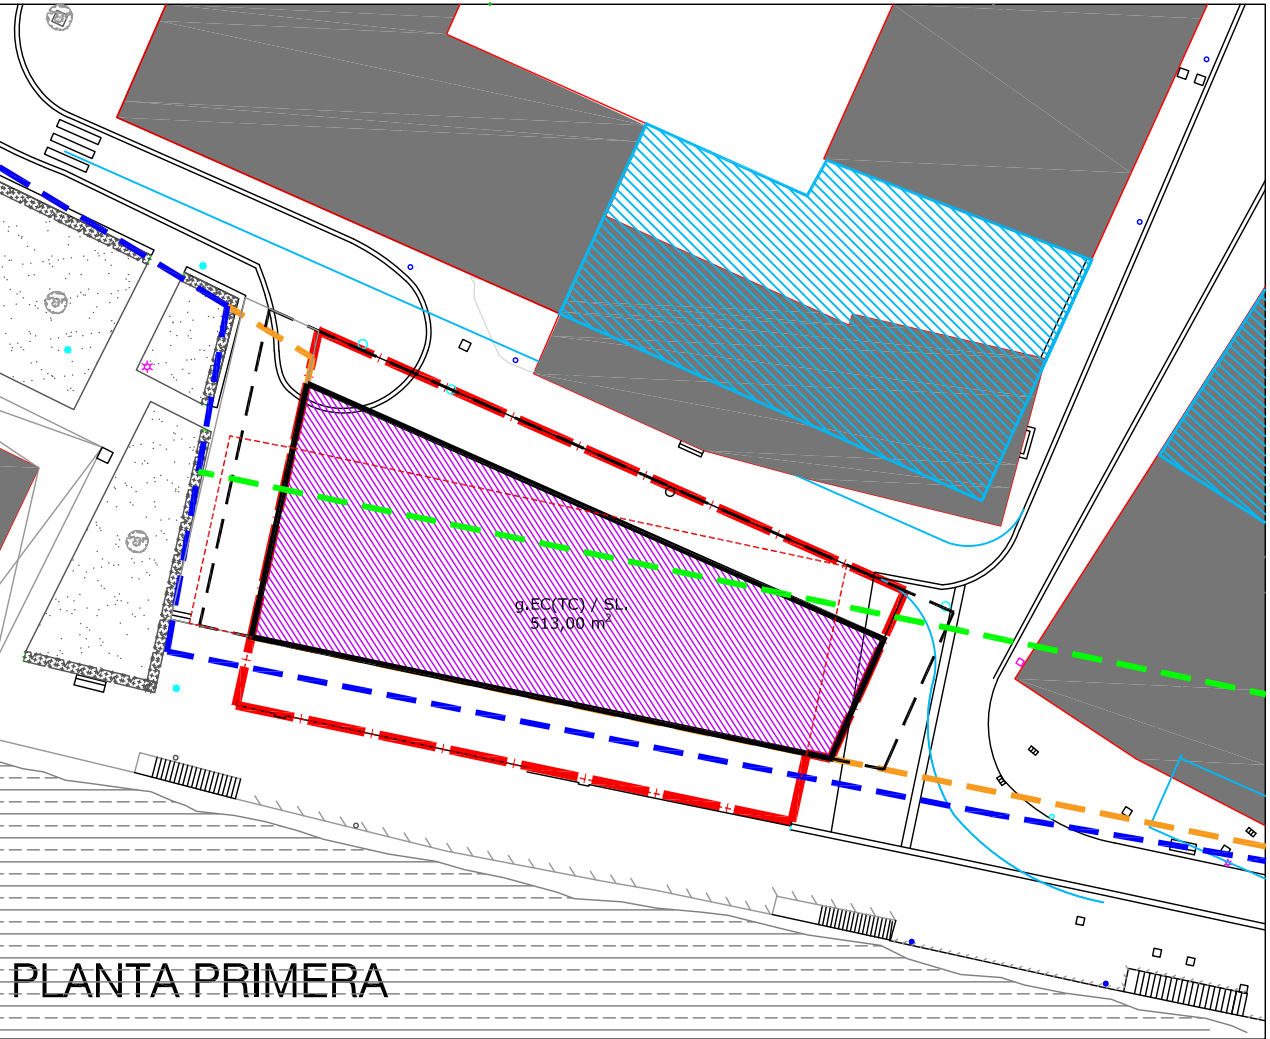 g.EC(TC) / SL.
513,00 m²
PLANTA PRIMERA